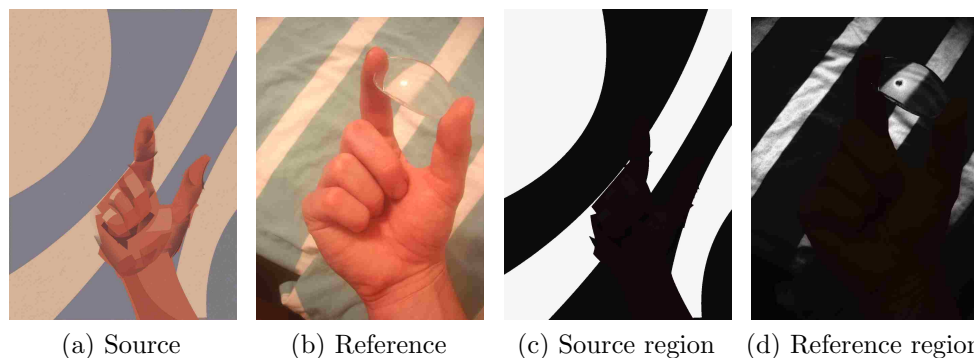 (a) Source
(b) Reference
(c) Source region
(d) Reference region